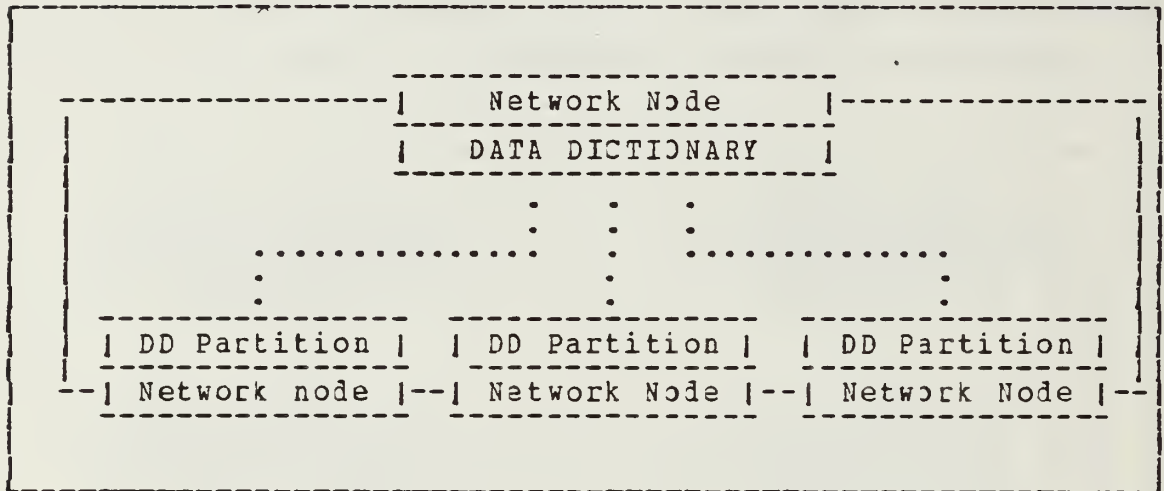 Network Node
DATA DICTIONARY
DD Partition DD Partition DD Partition
Network node Network Node Network Node